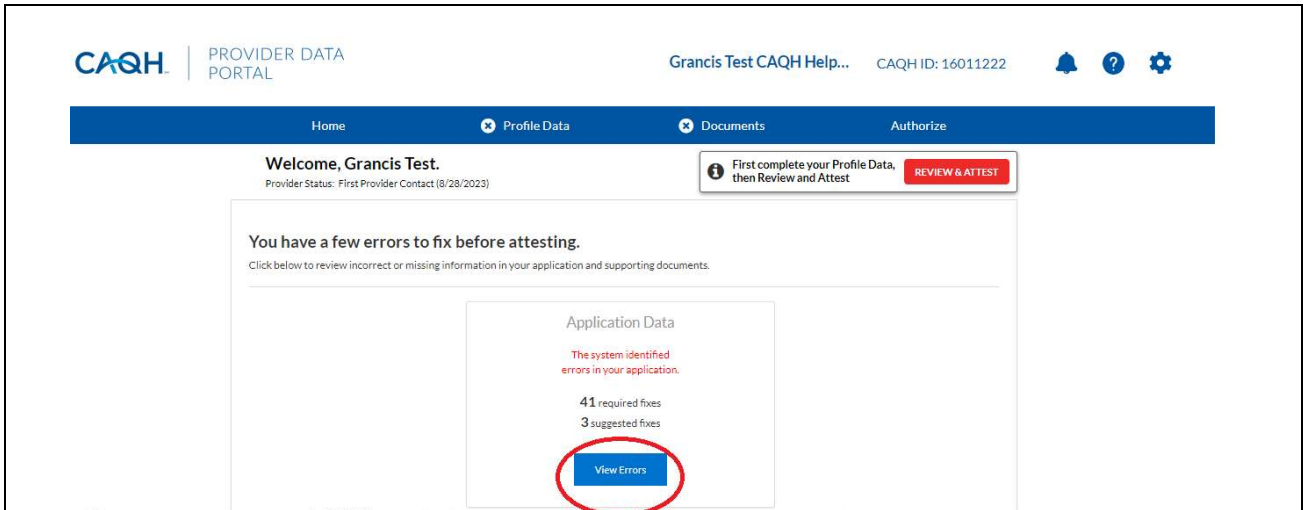 CAQH
PROVIDER DATA
PORTAL
Grancis Test CAQH Help...
CAQH ID: 16011222
?
Home
Profile Data
Documents
Authorize
Welcome, Grancis Test.
Provider Status: First Provider Contact (8/28/2023)
First complete your Profile Data,
then Review and Attest
REVIEW & ATTEST
You have a few errors to fix before attesting.
Click below to review incorrect or missing information in your application and supporting documents.
Application Data
The system identified
errors in your application.
41 required fixes
3 suggested fixes
View Errors